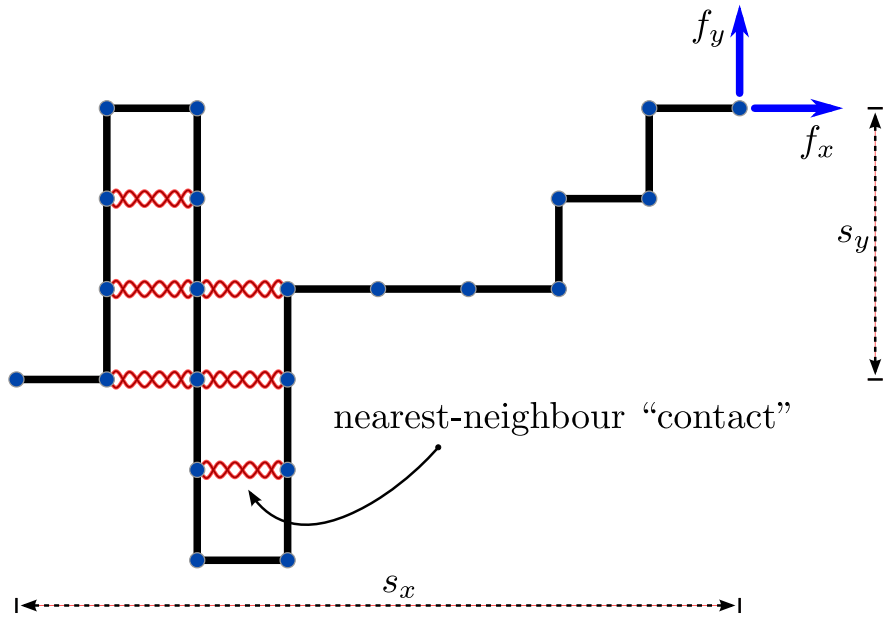 f_y
f_x
s_y
nearest-neighbour “contact”
s_x